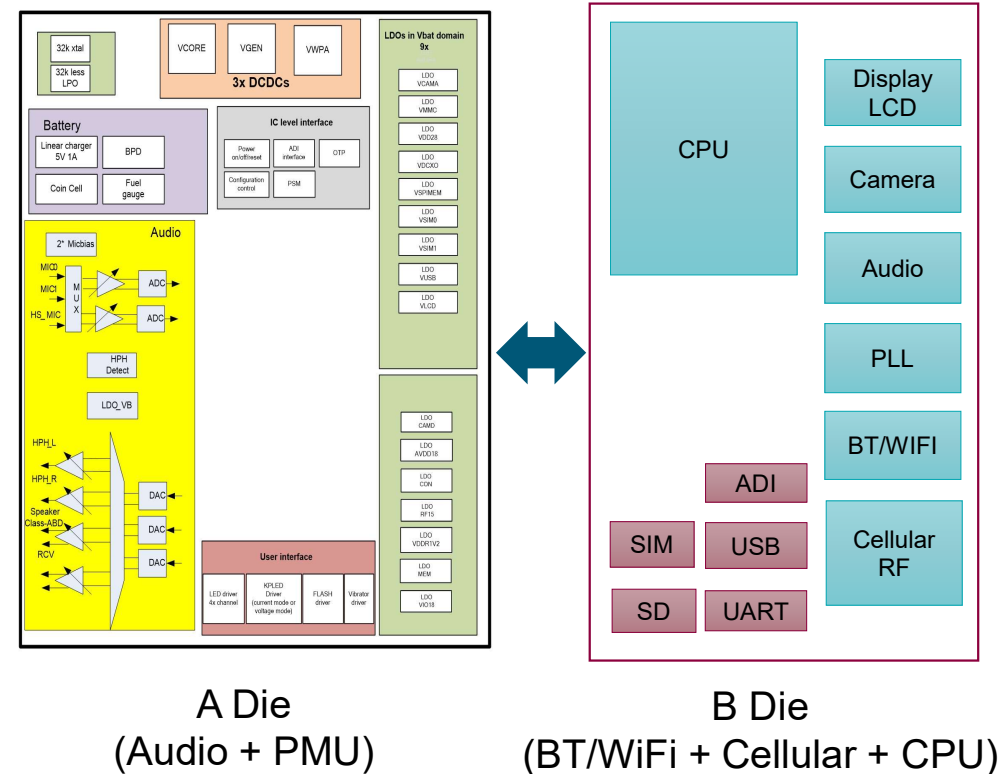 32k xtal
32k less
LPO
VCORE
VGEN
VWPA
3x DCDCs
LDOs in Vbat domain
9x
LDO
VCAMA
LDO
VMMC
LDO
VDD28
LDO
VDCXO
LDO
VSPIMEM
LDO
VSIM0
LDO
VSIM1
LDO
VUSB
LDO
VLCD
Battery
Linear charger
5V 1A
BPD
Coin Cell
Fuel
gauge
IC level interface
Power
on/off/reset
ADI
interface
OTP
Configuration
control
PSM
Audio
2* Micbias
MIC0
MIC1
HS_MIC
M
U
X
ADC
ADC
HPH
Detect
LDO_VB
HPH_L
HPH_R
Speaker
Class-ABD
RCV
DAC
DAC
DAC
LDO
CAMD
LDO
AVDD18
LDO
CON
LDO
RF15
LDO
VDDR1V2
LDO
MEM
LDO
VIO18
User interface
LED driver
4x channel
KPLED
Driver
(current mode or
voltage mode)
FLASH
driver
Vibrator
driver
A Die
(Audio + PMU)
CPU
Display
LCD
Camera
Audio
PLL
BT/WIFI
Cellular
RF
ADI
SIM
USB
SD
UART
B Die
(BT/WiFi + Cellular + CPU)